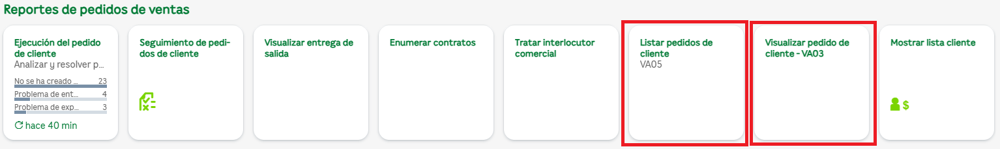 Reportes de pedidos de ventas
Ejecución del pedido
de cliente
Analizar y resolver p...
No se ha creado ... 23
Problema de ent... 4
Problema de exp... 3
hace 40 min
Seguimiento de pedi-
dos de cliente
Visualizar entrega de
salida
Enumerar contratos
Tratar interlocutor
comercial
Listar pedidos de
cliente
VA05
Visualizar pedido de
cliente - VA03
Mostrar lista cliente
$